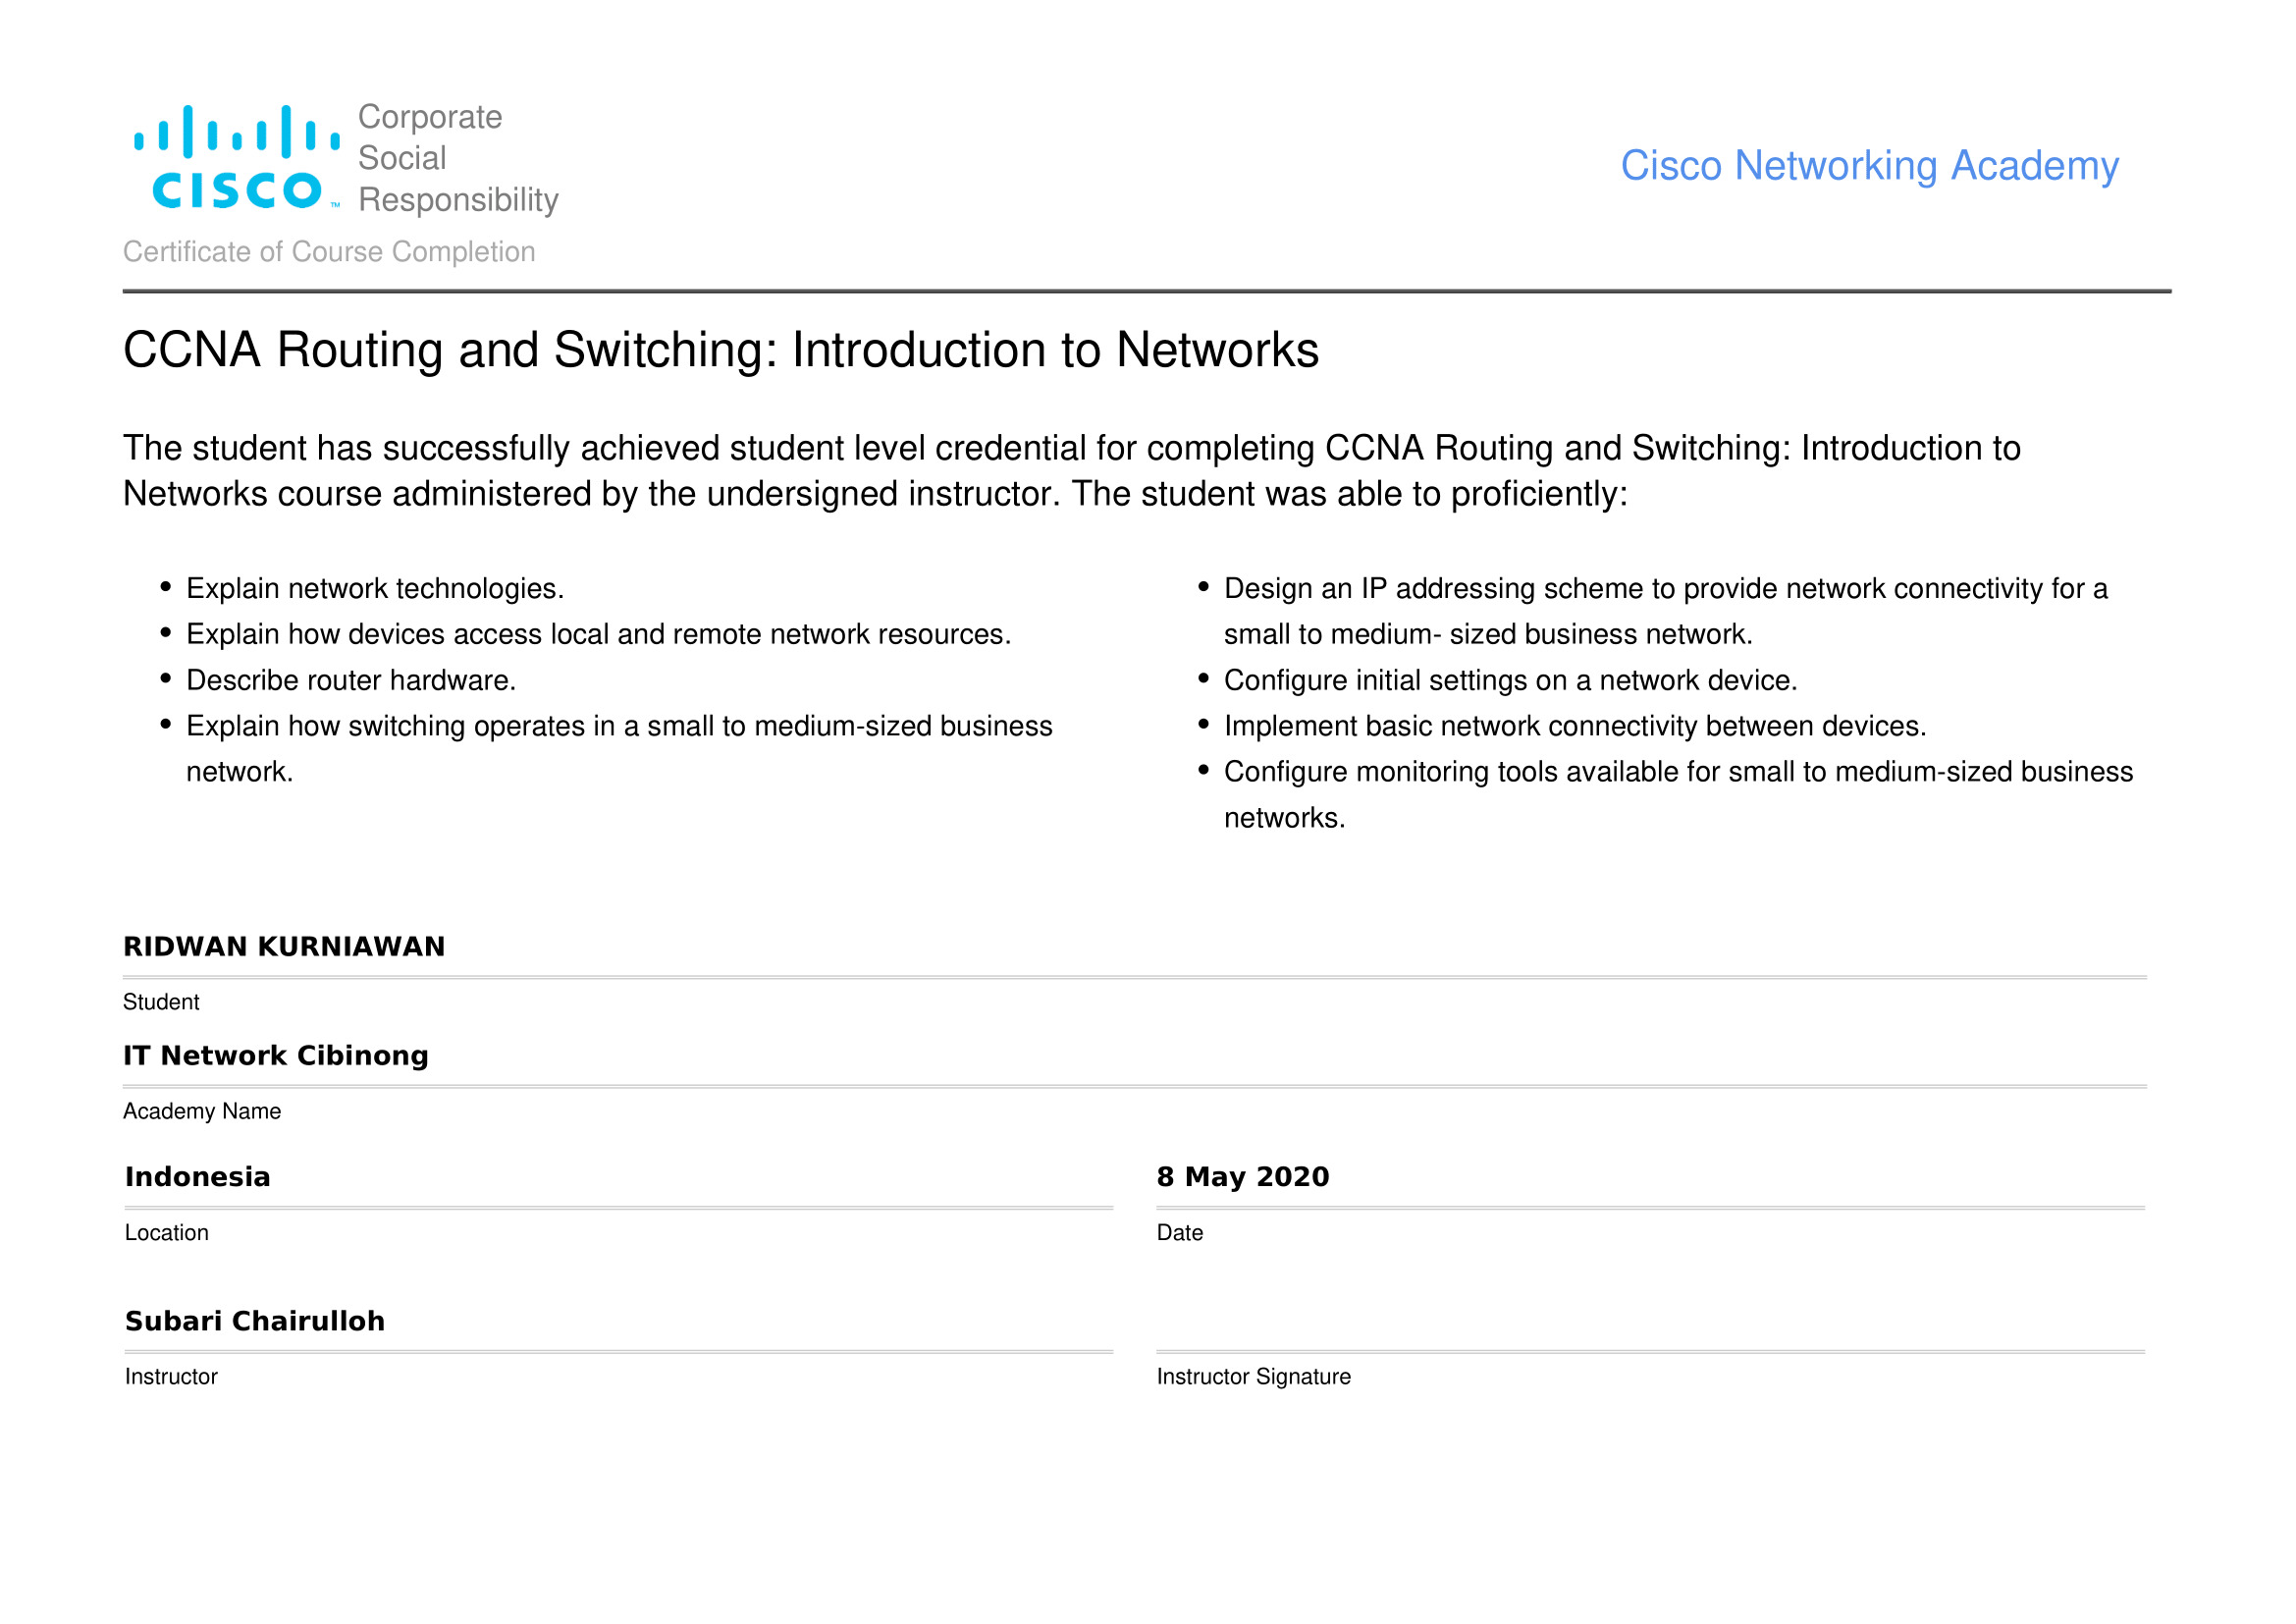 Corporate
Social
Responsibility
CISCO™
Cisco Networking Academy
Certificate of Course Completion
CCNA Routing and Switching: Introduction to Networks
The student has successfully achieved student level credential for completing CCNA Routing and Switching: Introduction to
Networks course administered by the undersigned instructor. The student was able to proficiently:
• Explain network technologies.
• Explain how devices access local and remote network resources.
• Describe router hardware.
• Explain how switching operates in a small to medium-sized business
network.
• Design an IP addressing scheme to provide network connectivity for a
small to medium- sized business network.
• Configure initial settings on a network device.
• Implement basic network connectivity between devices.
• Configure monitoring tools available for small to medium-sized business
networks.
RIDWAN KURNIAWAN
Student
IT Network Cibinong
Academy Name
Indonesia
Location
8 May 2020
Date
Subari Chairulloh
Instructor
Instructor Signature